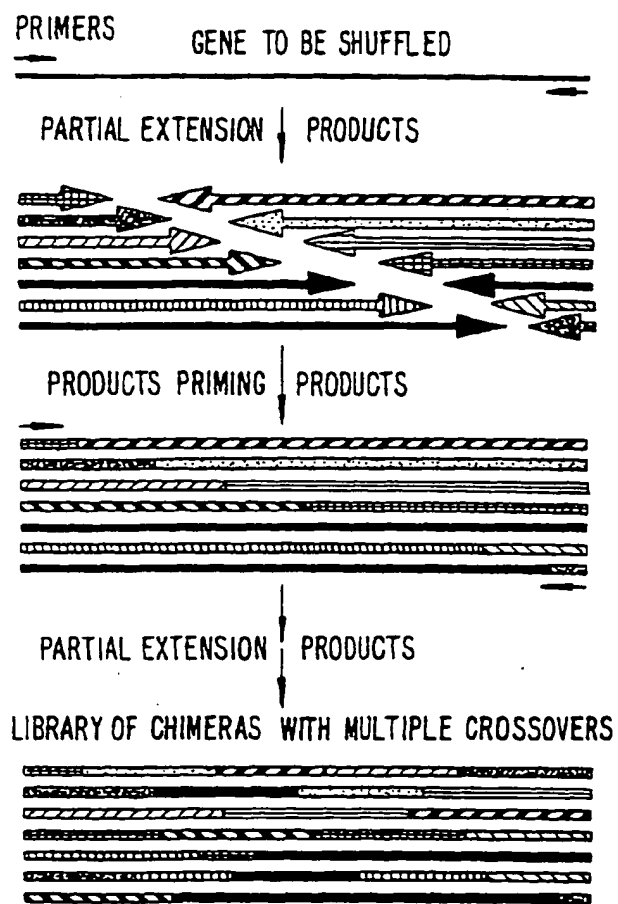 PRIMERS
GENE TO BE SHUFFLED
PARTIAL EXTENSION PRODUCTS
PRODUCTS PRIMING PRODUCTS
PARTIAL EXTENSION PRODUCTS
LIBRARY OF CHIMERAS WITH MULTIPLE CROSSOVERS